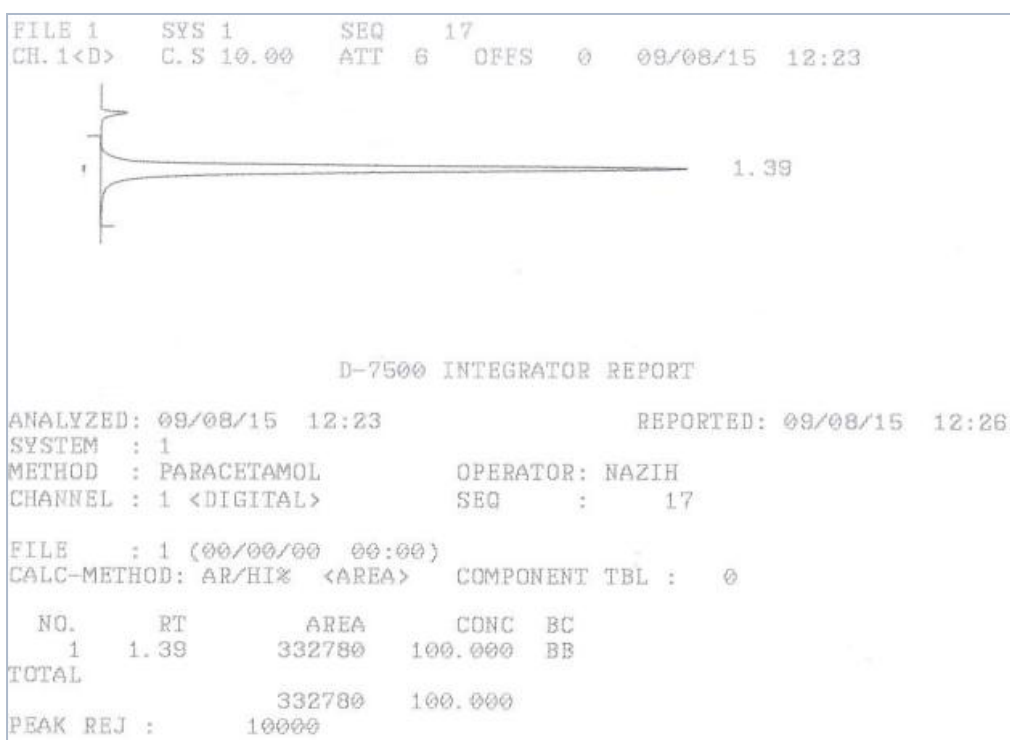 FILE 1 SYS 1 SEQ 17
CH. 1<D> C.S 10.00 ATT 6 OFFS 0 09/08/15 12:23
1.39
D-7500 INTEGRATOR REPORT
ANALYZED: 09/08/15 12:23 REPORTED: 09/08/15 12:26
SYSTEM : 1
METHOD : PARACETAMOL OPERATOR: NAZIH
CHANNEL : 1 <DIGITAL> SEQ : 17
FILE : 1 (00/00/00 00:00)
CALC-METHOD: AR/HI% <AREA> COMPONENT TBL : 0
NO. RT AREA CONC BC
1 1.39 332780 100.000 BB
TOTAL
332780 100.000
PEAK REJ : 10000